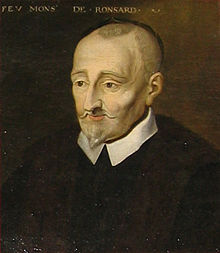 FEV MONS^R DE · RONSARD ·